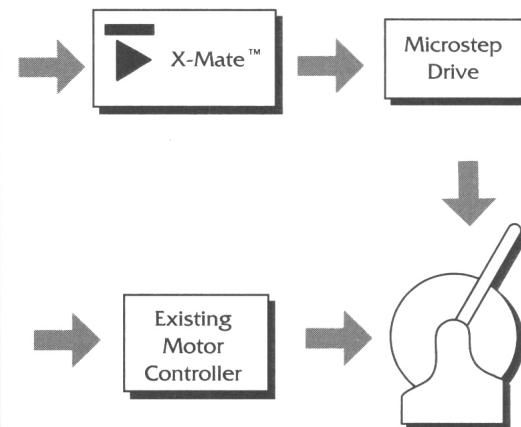 X-Mate™
Microstep
Drive
Existing
Motor
Controller